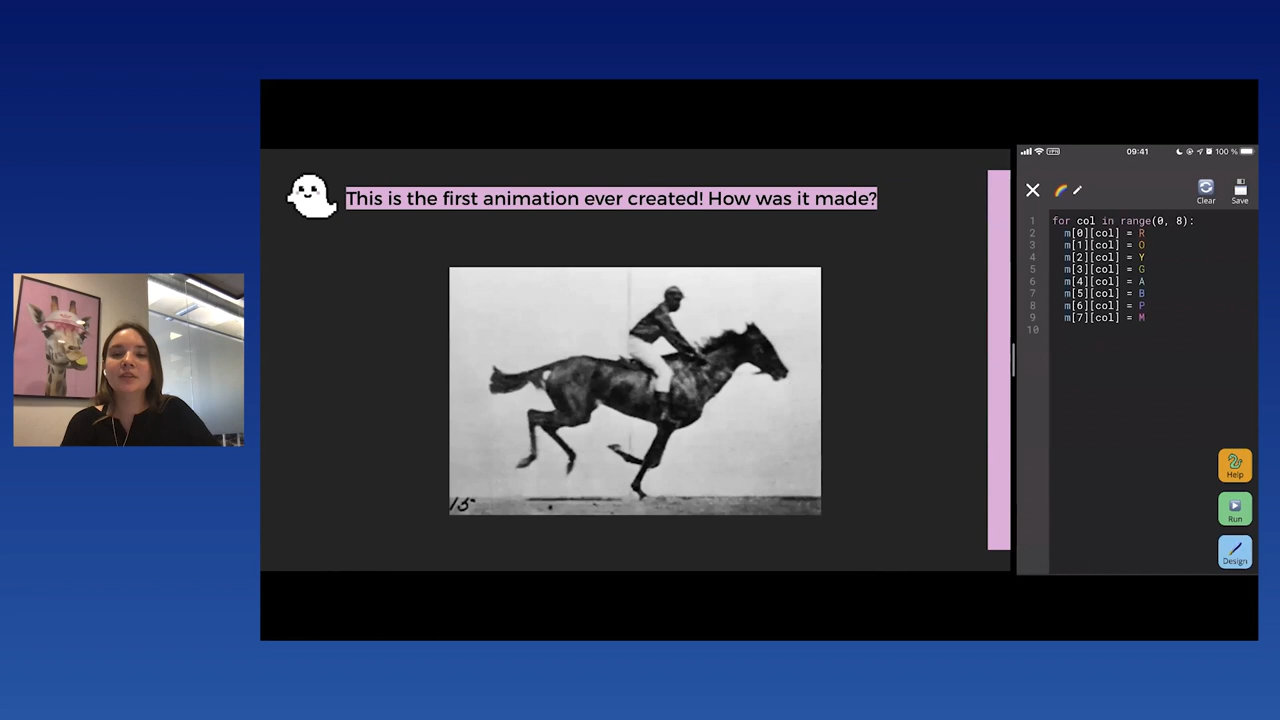 This is the first animation ever created! How was it made?
15
VPN 09:41 100 %
Clear Save
1 for col in range(0, 8):
2 m[0][col] = R
3 m[1][col] = O
4 m[2][col] = Y
5 m[3][col] = G
6 m[4][col] = A
7 m[5][col] = B
8 m[6][col] = P
9 m[7][col] = M
10
Help
Run
Design